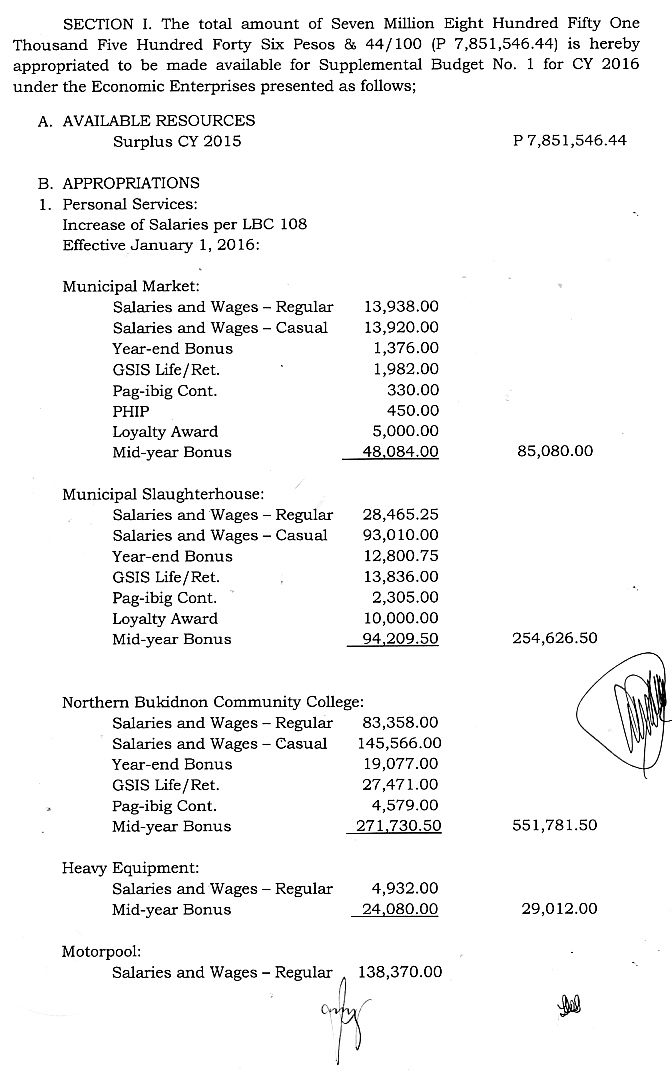 SECTION I. The total amount of Seven Million Eight Hundred Fifty One
Thousand Five Hundred Forty Six Pesos & 44/100 (P 7,851,546.44) is hereby
appropriated to be made available for Supplemental Budget No. 1 for CY 2016
under the Economic Enterprises presented as follows;
A. AVAILABLE RESOURCES
Surplus CY 2015 P 7,851,546.44
B. APPROPRIATIONS
1. Personal Services:
Increase of Salaries per LBC 108
Effective January 1, 2016:
Municipal Market:
Salaries and Wages – Regular 13,938.00
Salaries and Wages – Casual 13,920.00
Year-end Bonus 1,376.00
GSIS Life/Ret. 1,982.00
Pag-ibig Cont. 330.00
PHIP 450.00
Loyalty Award 5,000.00
Mid-year Bonus 48,084.00 85,080.00
Municipal Slaughterhouse:
Salaries and Wages – Regular 28,465.25
Salaries and Wages – Casual 93,010.00
Year-end Bonus 12,800.75
GSIS Life/Ret. 13,836.00
Pag-ibig Cont. 2,305.00
Loyalty Award 10,000.00
Mid-year Bonus 94,209.50 254,626.50
Northern Bukidnon Community College:
Salaries and Wages – Regular 83,358.00
Salaries and Wages – Casual 145,566.00
Year-end Bonus 19,077.00
GSIS Life/Ret. 27,471.00
Pag-ibig Cont. 4,579.00
Mid-year Bonus 271,730.50 551,781.50
Heavy Equipment:
Salaries and Wages – Regular 4,932.00
Mid-year Bonus 24,080.00 29,012.00
Motorpool:
Salaries and Wages – Regular 138,370.00